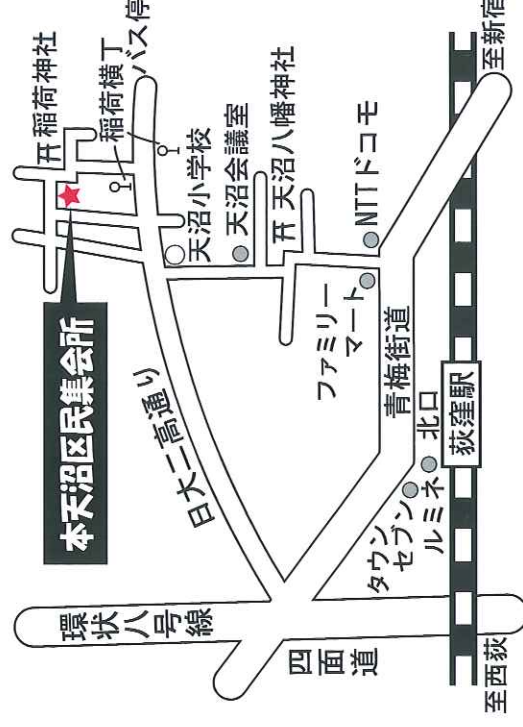 稲荷神社
稲荷横丁
バス停
本天沼区民集会所
天沼小学校
天沼会議室
天沼八幡神社
日大二高通り
NTTドコモ
ファミリー
マート
環状八号線
青梅街道
四面道
タウン
セブン
ルミネ
北口
荻窪駅
至西荻
至新宿